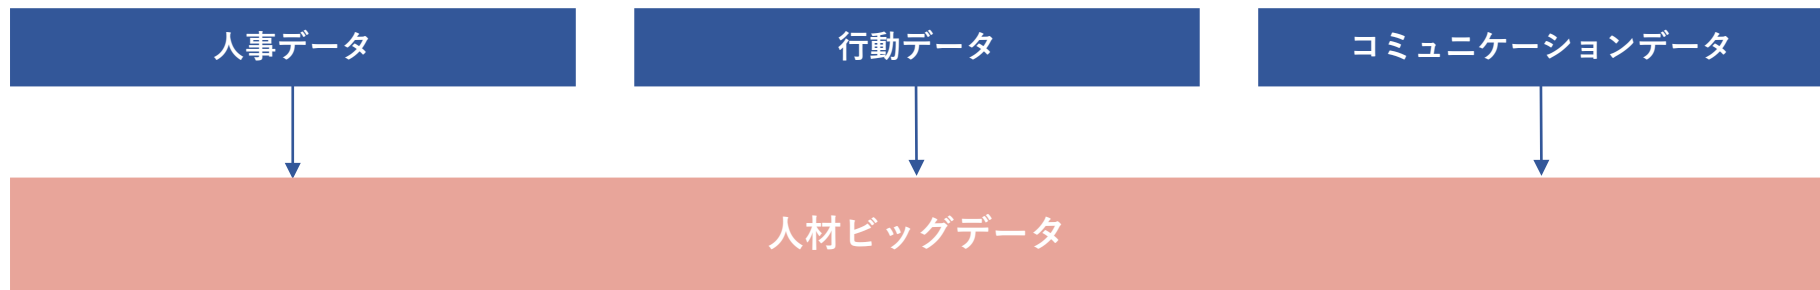 人事データ
行動データ
コミュニケーションデータ
人材ビッグデータ